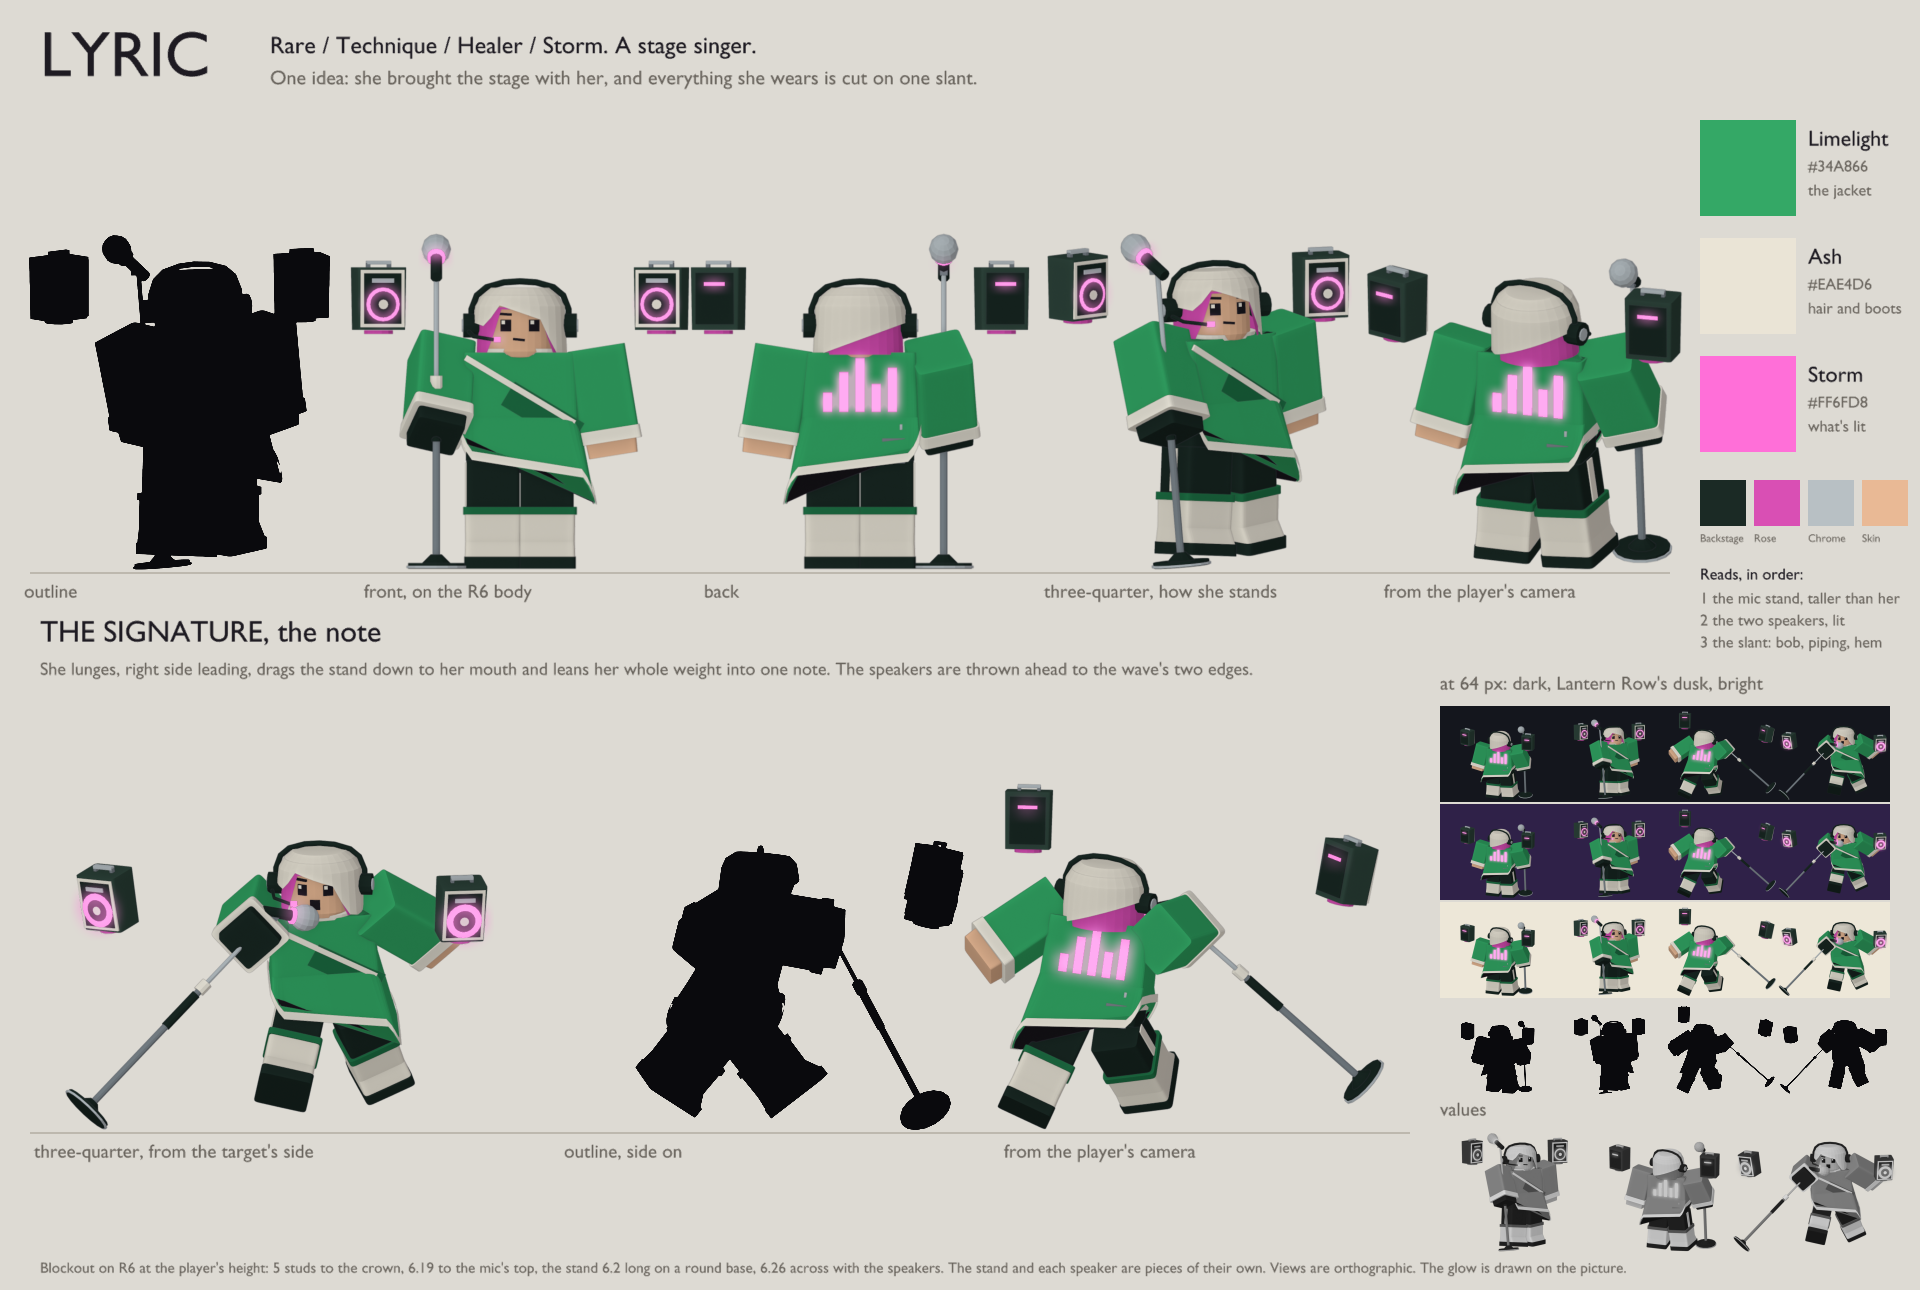 LYRIC
Rare / Technique / Healer / Storm. A stage singer.
One idea: she brought the stage with her, and everything she wears is cut on one slant.
Limelight
#34A866
the jacket
Ash
#EAE4D6
hair and boots
Storm
#FF6FD8
what's lit
Backstage Rose Chrome Skin
Reads, in order:
1 the mic stand, taller than her
2 the two speakers, lit
3 the slant: bob, piping, hem
outline
front, on the R6 body
back
three-quarter, how she stands
from the player's camera
THE SIGNATURE, the note
She lunges, right side leading, drags the stand down to her mouth and leans her whole weight into one note. The speakers are thrown ahead to the wave's two edges.
at 64 px: dark, Lantern Row's dusk, bright
values
three-quarter, from the target's side
outline, side on
from the player's camera
Blockout on R6 at the player's height: 5 studs to the crown, 6.19 to the mic's top, the stand 6.2 long on a round base, 6.26 across with the speakers. The stand and each speaker are pieces of their own. Views are orthographic. The glow is drawn on the picture.